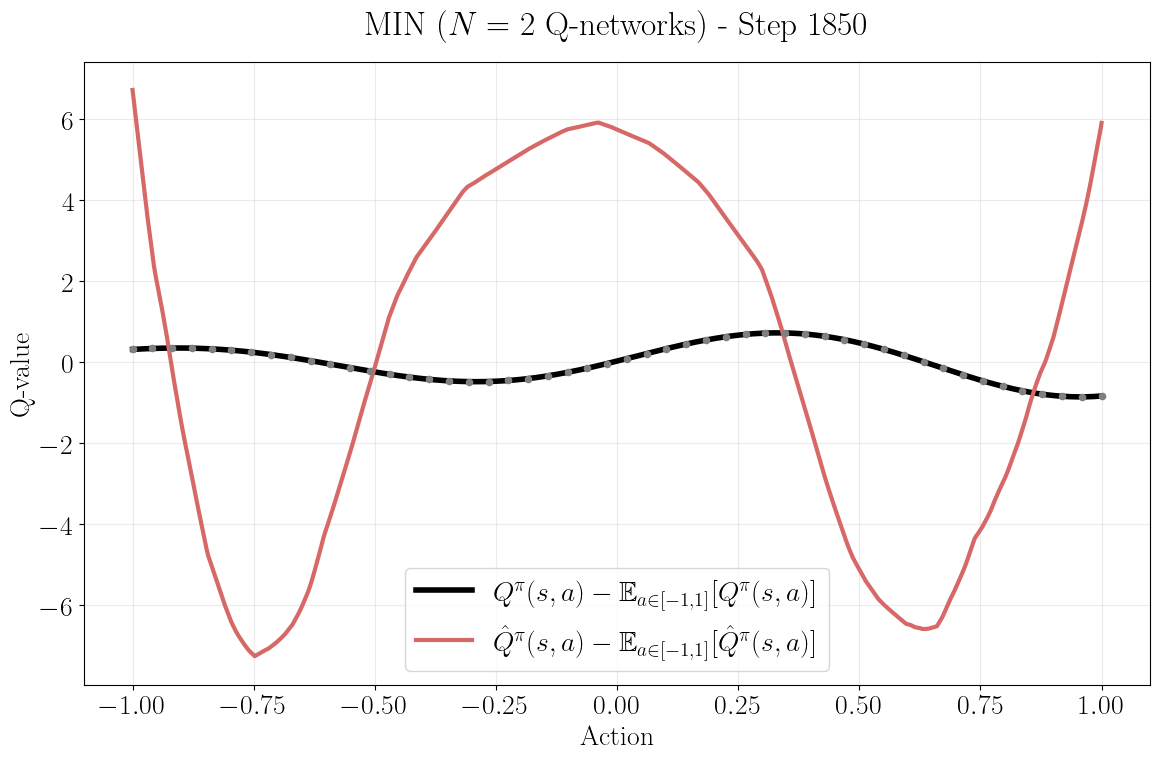 MIN (N = 2 Q-networks) - Step 1850
Q-value
6
4
2
0
−2
−4
−6
Q^π(s, a) − 𝔼_{a∈[−1,1]}[Q^π(s, a)]
Q̂^π(s, a) − 𝔼_{a∈[−1,1]}[Q̂^π(s, a)]
−1.00 −0.75 −0.50 −0.25 0.00 0.25 0.50 0.75 1.00
Action